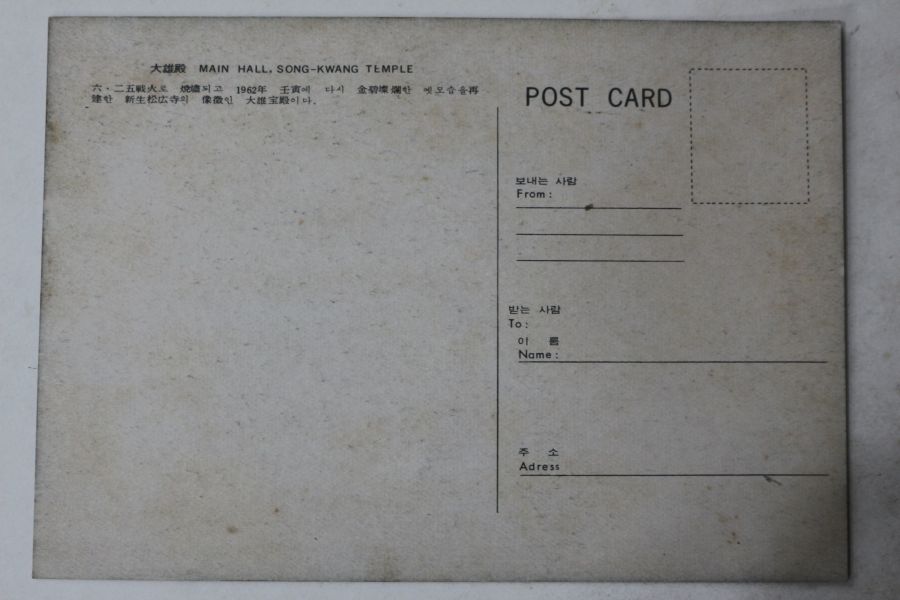 大雄殿 MAIN HALL, SONG-KWANG TEMPLE
六・二五戦火로 焼墟되고 1962年 壬寅에 다시 金碧燦爛한 옛모습을再
建한 新生松広寺의 像徵인 大雄宝殿이다.
POST CARD
보내는 사람
From :
받는 사람
To :
이 름
Name :
주 소
Adress